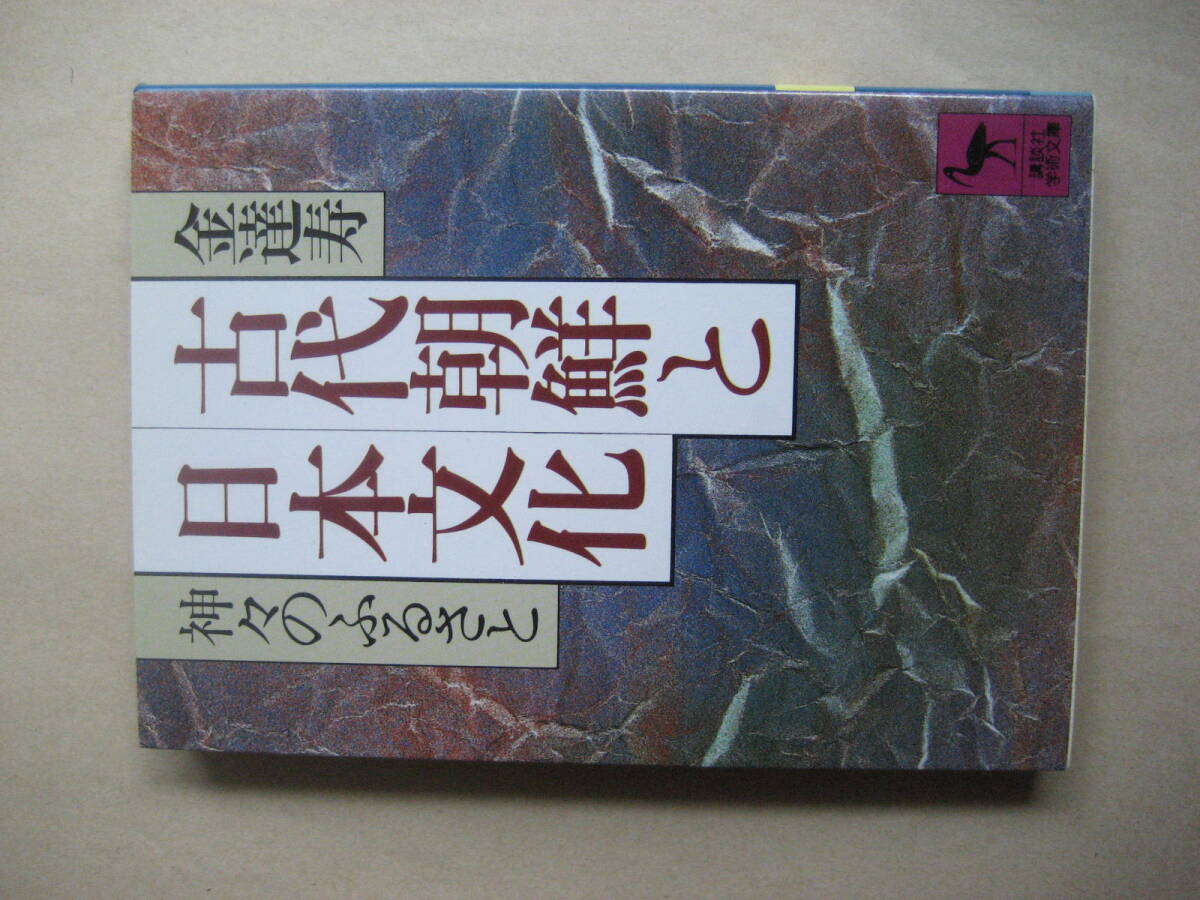 古代朝鮮と
日本文化
神々のふるさと
金達寿
講談社
学術文庫